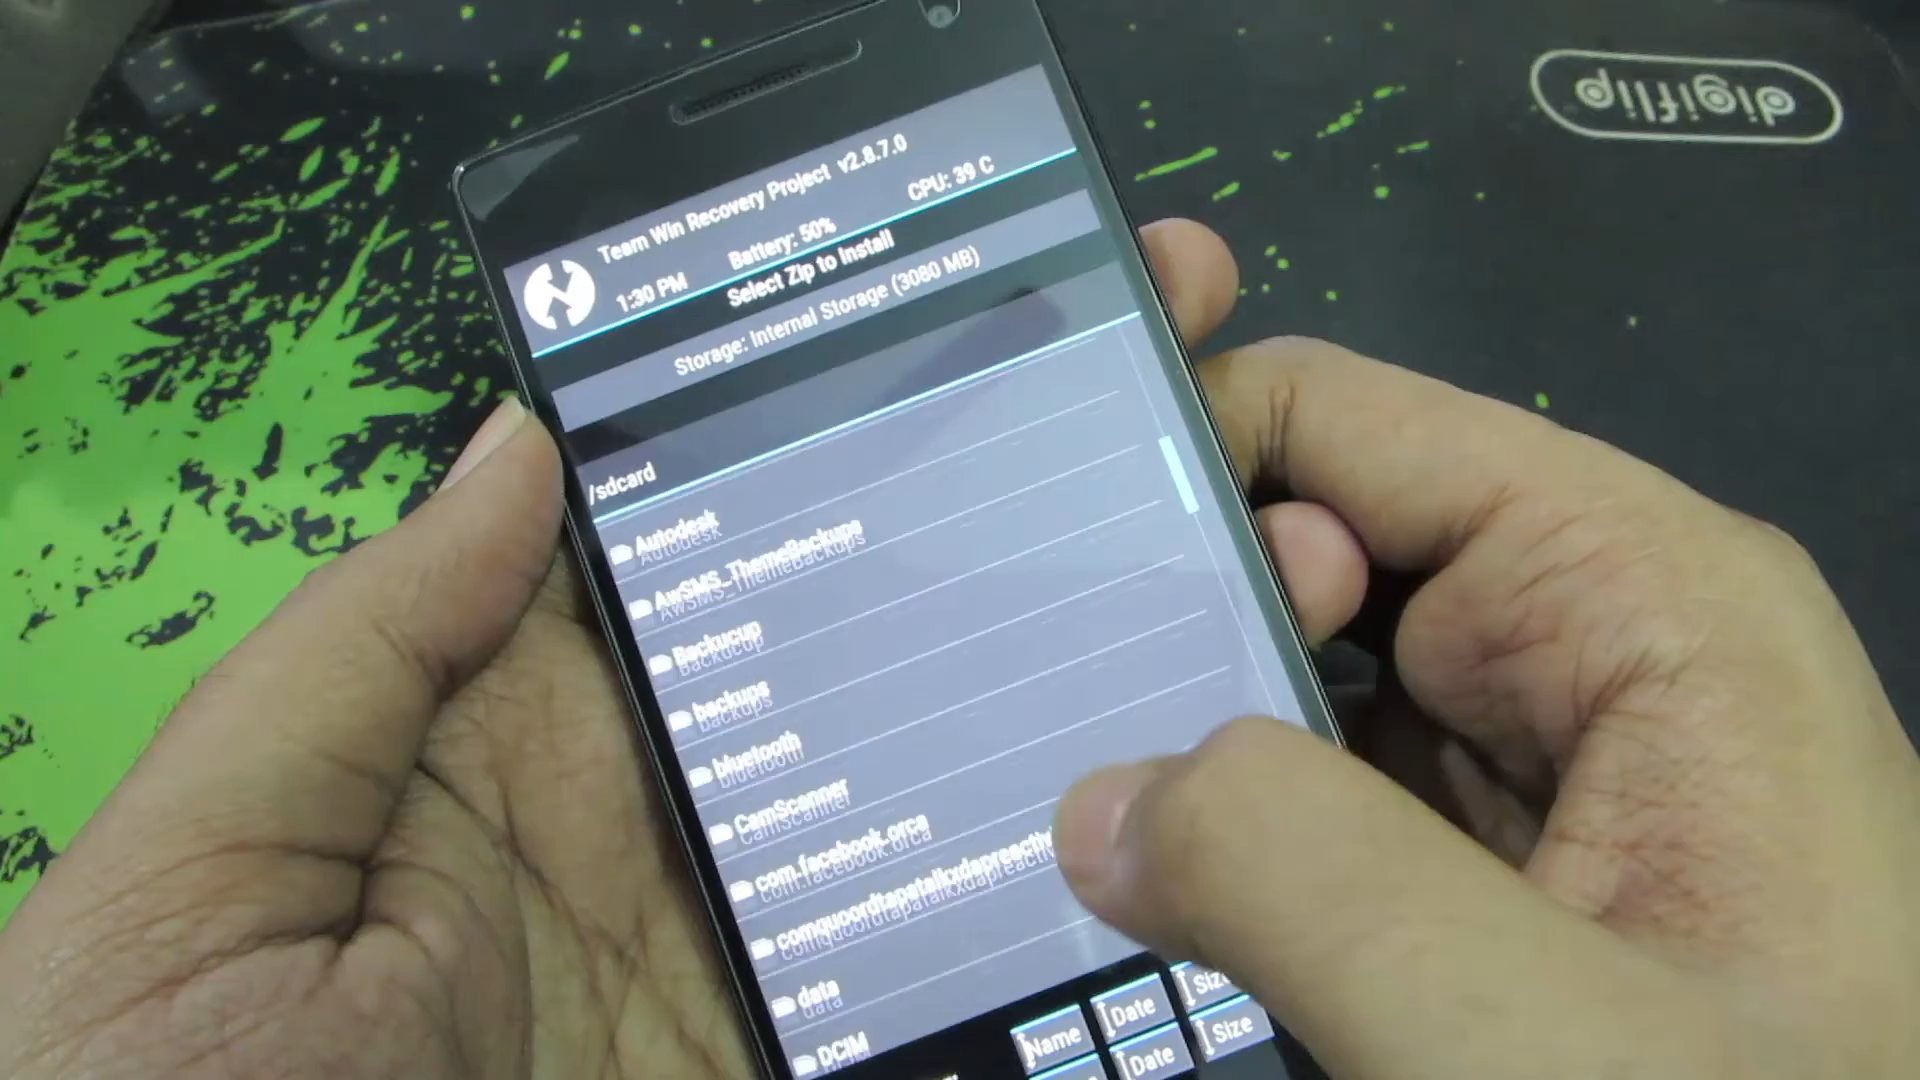 digiflip
Team Win Recovery Project v2.8.7.0
CPU: 39 C
Battery: 50%
1:30 PM
Select Zip to Install
Storage: Internal Storage (3080 MB)
/sdcard
Autodesk
AwSMS_ThemeBackups
Backucup
backups
bluetooth
CamScanner
com.facebook.orca
comquoordtapatalkxdapreactivi
data
DCIM
Name
Date
Size
Date
Size